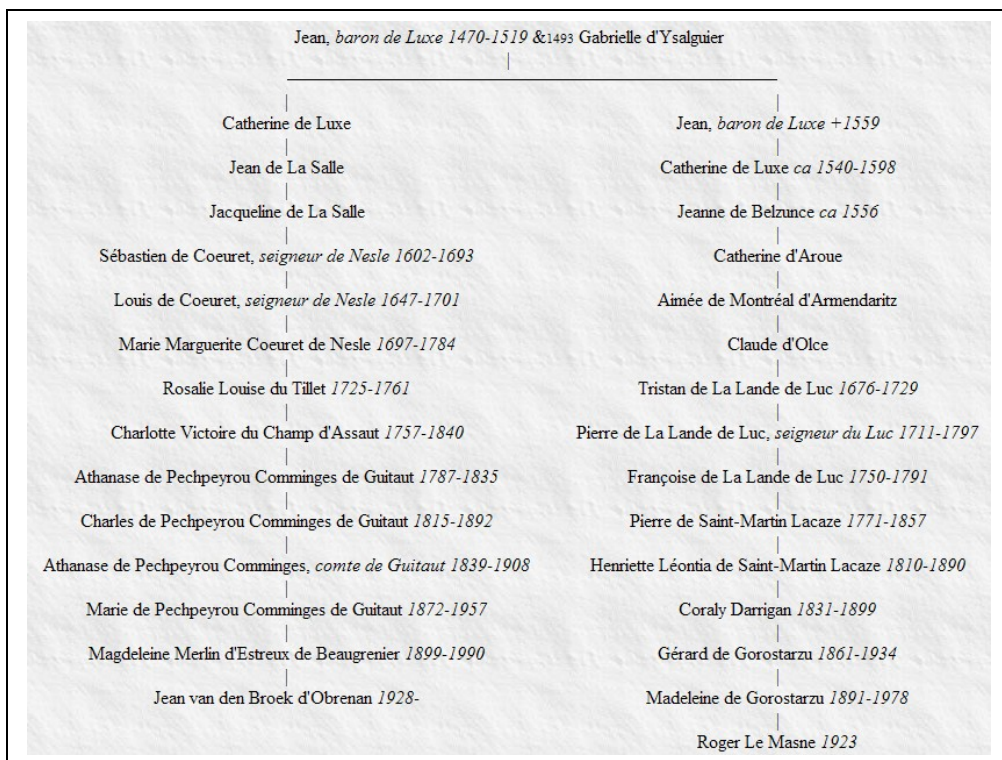 Jean, baron de Luxe 1470-1519 &1493 Gabrielle d'Ysalguier
Catherine de Luxe
Jean, baron de Luxe +1559
Jean de La Salle
Catherine de Luxe ca 1540-1598
Jacqueline de La Salle
Jeanne de Belzunce ca 1556
Sébastien de Coeuret, seigneur de Nesle 1602-1693
Catherine d'Aroue
Louis de Coeuret, seigneur de Nesle 1647-1701
Aimée de Montréal d'Armendaritz
Marie Marguerite Coeuret de Nesle 1697-1784
Claude d'Olce
Rosalie Louise du Tillet 1725-1761
Tristan de La Lande de Luc 1676-1729
Charlotte Victoire du Champ d'Assaut 1757-1840
Pierre de La Lande de Luc, seigneur du Luc 1711-1797
Athanase de Pechpeyrou Comminges de Guitaut 1787-1835
Françoise de La Lande de Luc 1750-1791
Charles de Pechpeyrou Comminges de Guitaut 1815-1892
Pierre de Saint-Martin Lacaze 1771-1857
Athanase de Pechpeyrou Comminges, comte de Guitaut 1839-1908
Henriette Léontia de Saint-Martin Lacaze 1810-1890
Marie de Pechpeyrou Comminges de Guitaut 1872-1957
Coraly Darrigan 1831-1899
Magdeleine Merlin d'Estreux de Beaugrenier 1899-1990
Gérard de Gorostarzu 1861-1934
Jean van den Broek d'Obrenan 1928-
Madeleine de Gorostarzu 1891-1978
Roger Le Masne 1923